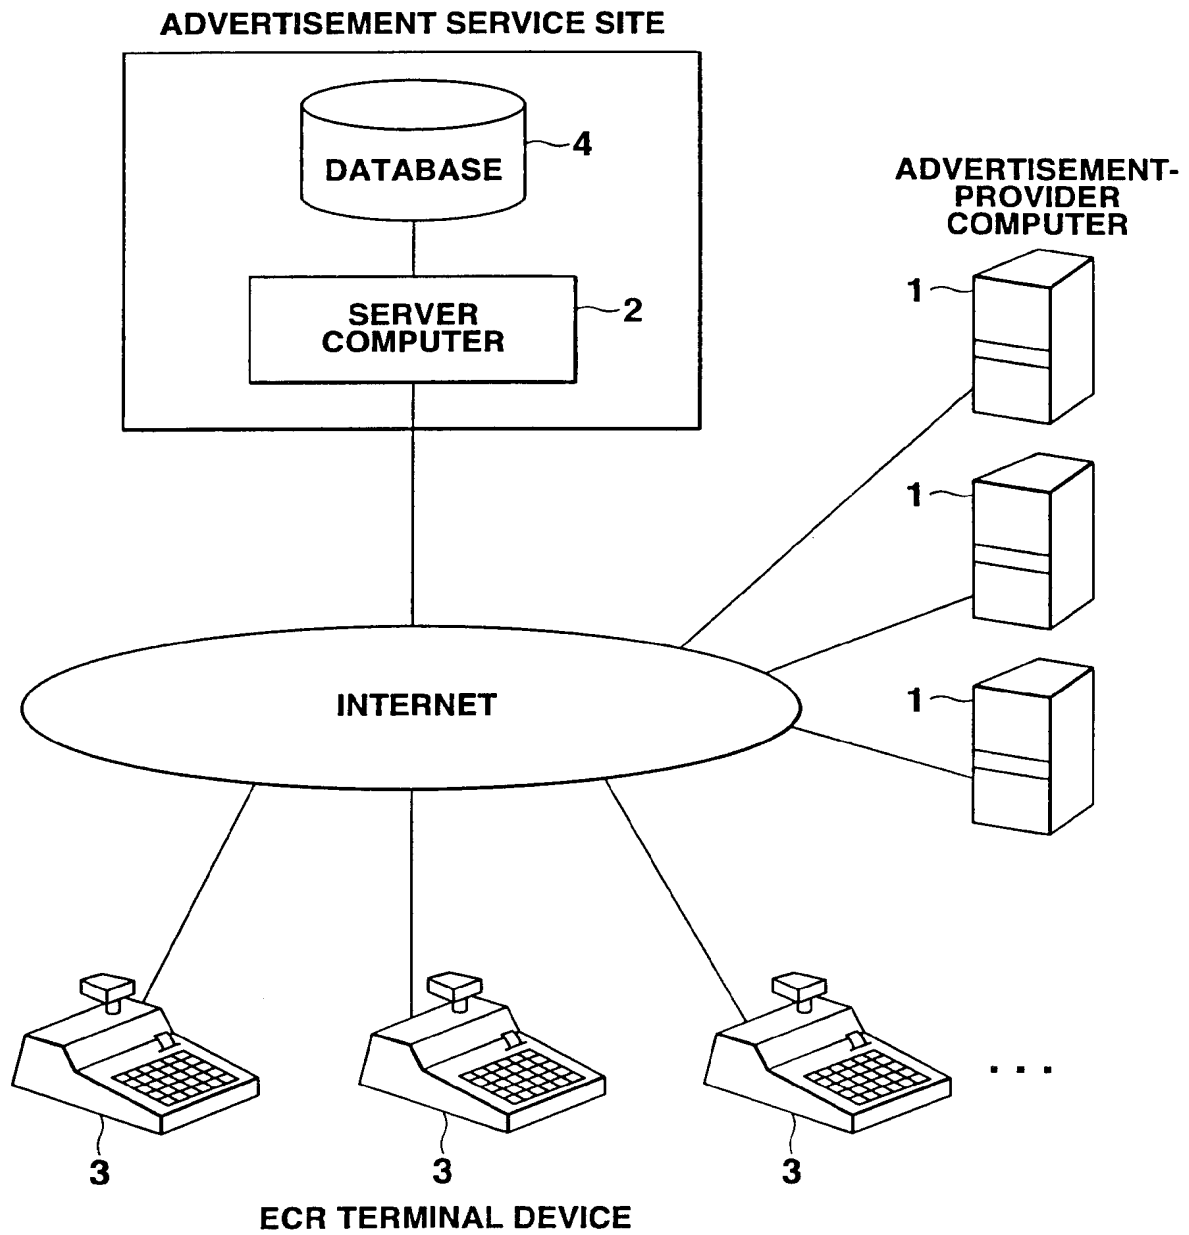 ADVERTISEMENT SERVICE SITE
DATABASE
4
SERVER
COMPUTER
2
ADVERTISEMENT-
PROVIDER
COMPUTER
1
1
1
INTERNET
. . .
3
3
3
ECR TERMINAL DEVICE